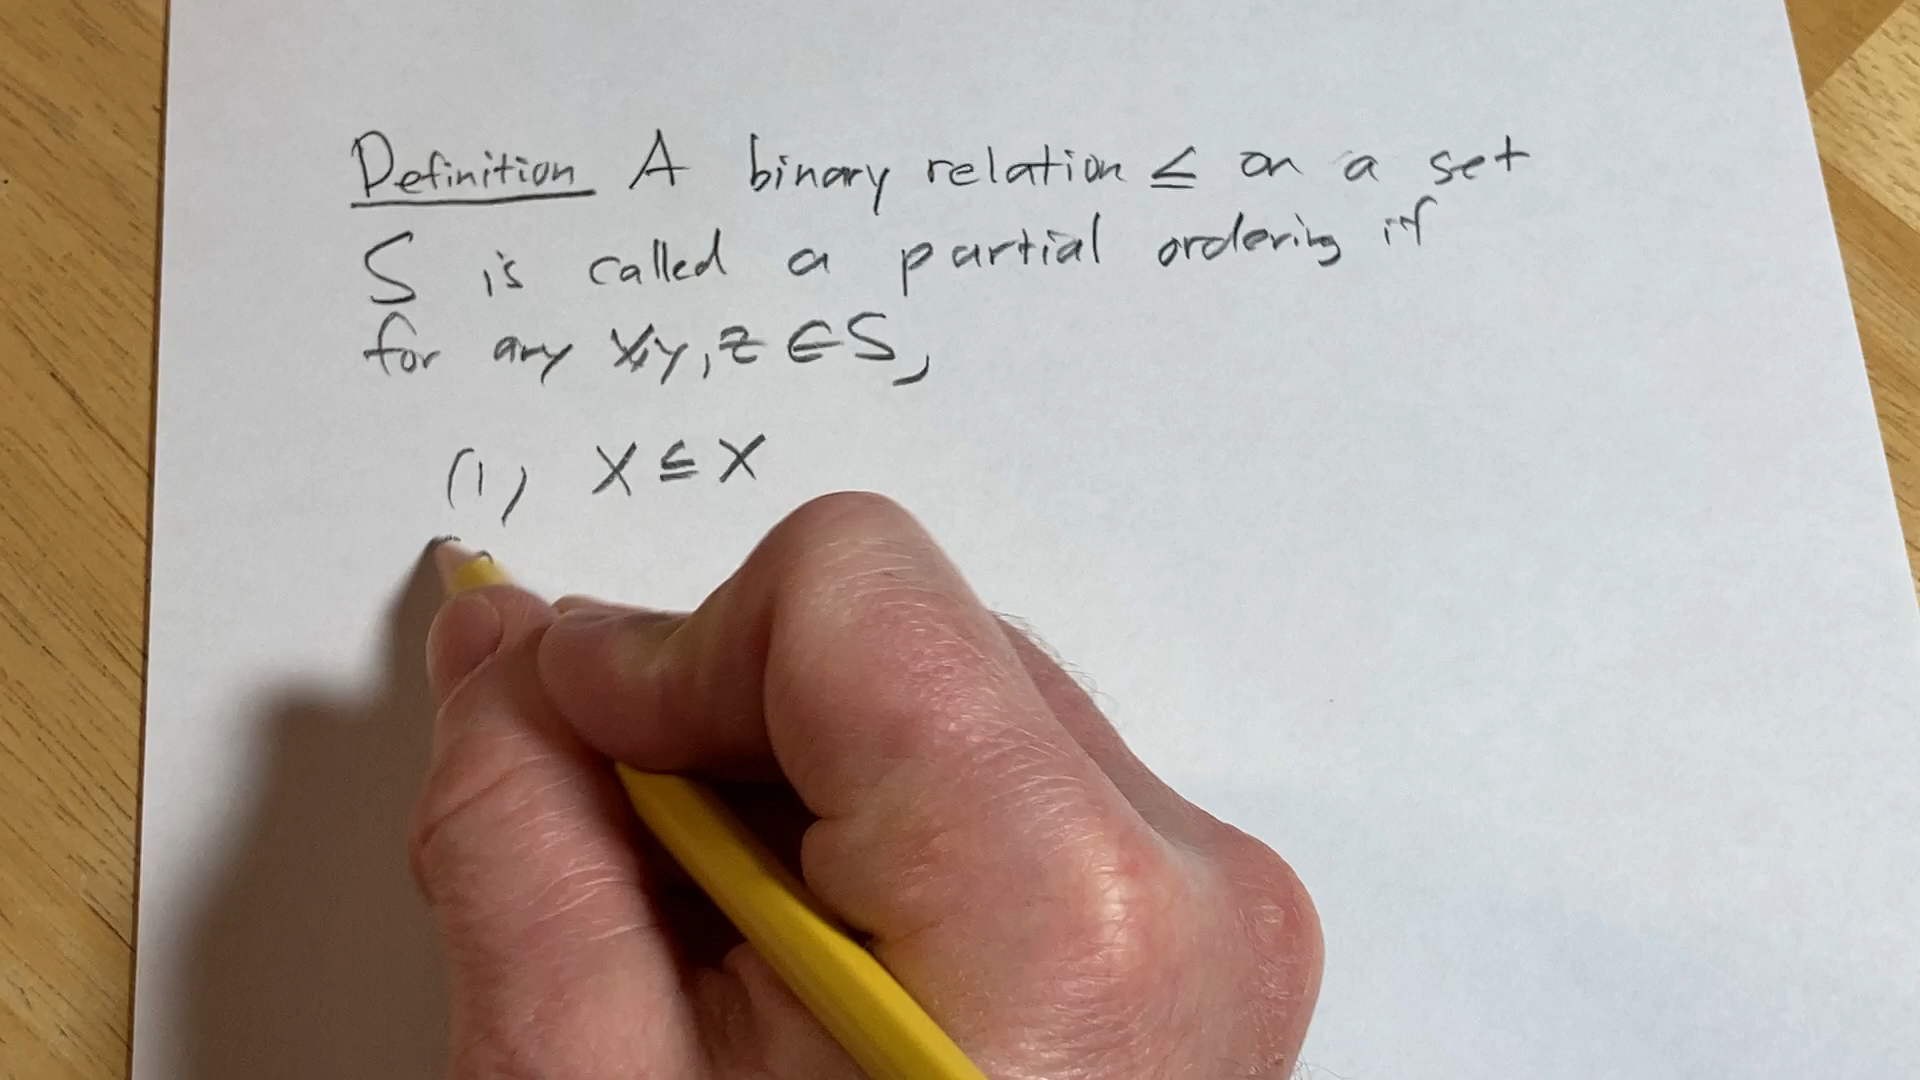 Definition A binary relation ≤ on a set
S is called a partial ordering if
for any x,y,z ∈ S,
(1) x ≤ x